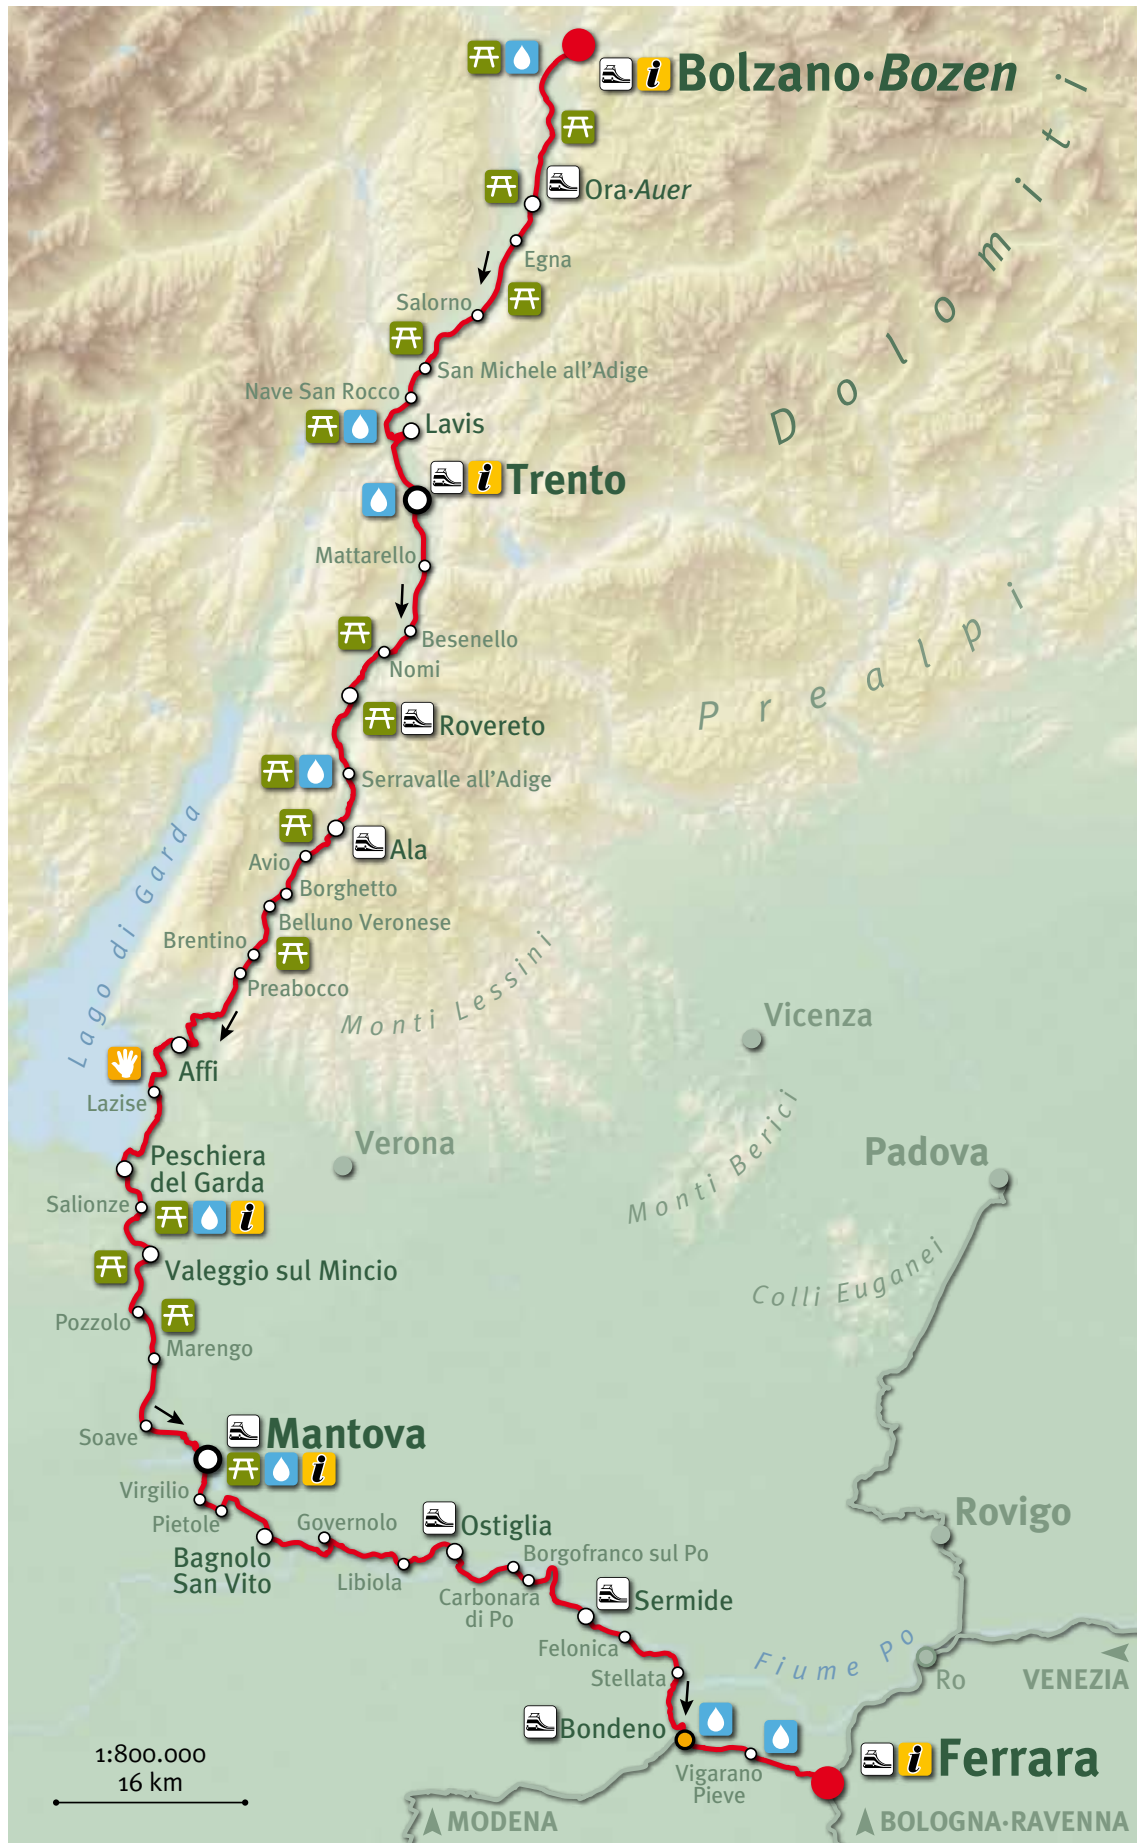 Bolzano·Bozen
Ora·Auer
Egna
Salorno
San Michele all'Adige
Nave San Rocco
Lavis
Dolomiti
i Trento
Mattarello
Besenello
Nomi
Prealpi
Rovereto
Serravalle all'Adige
Ala
Avio
Borghetto
Belluno Veronese
Brentino
Preabocco
Lago di Garda
Monti Lessini
Vicenza
Affi
Lazise
Verona
Monti Berici
Padova
Peschiera
del Garda
Salionze
i
Valeggio sul Mincio
Colli Euganei
Pozzolo
Marengo
Soave
Mantova
i
Virgilio
Pietole
Bagnolo
San Vito
Governolo
Libiola
Ostiglia
Borgofranco sul Po
Carbonara
di Po
Sermide
Felonica
Stellata
Rovigo
Fiume Po
Ro
VENEZIA
Bondeno
Vigarano
Pieve
i Ferrara
1:800.000
16 km
MODENA
BOLOGNA·RAVENNA